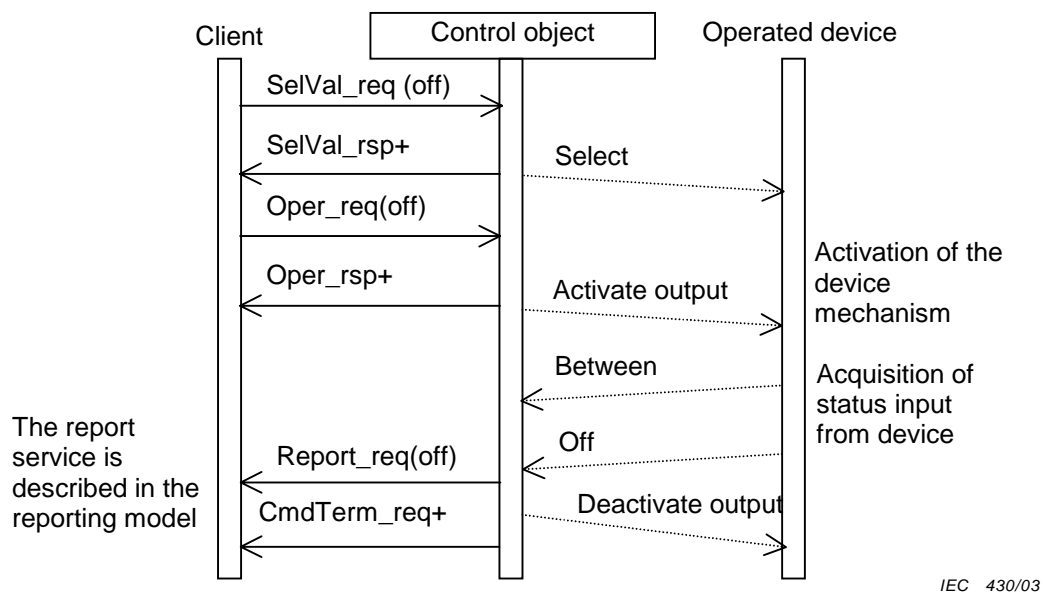 Client
Control object
Operated device
SelVal_req (off)
SelVal_rsp+
Select
Oper_req(off)
Oper_rsp+
Activate output
Activation of the
device
mechanism
Between
Acquisition of
status input
from device
The report
service is
described in the
reporting model
Off
Report_req(off)
CmdTerm_req+
Deactivate output
IEC 430/03